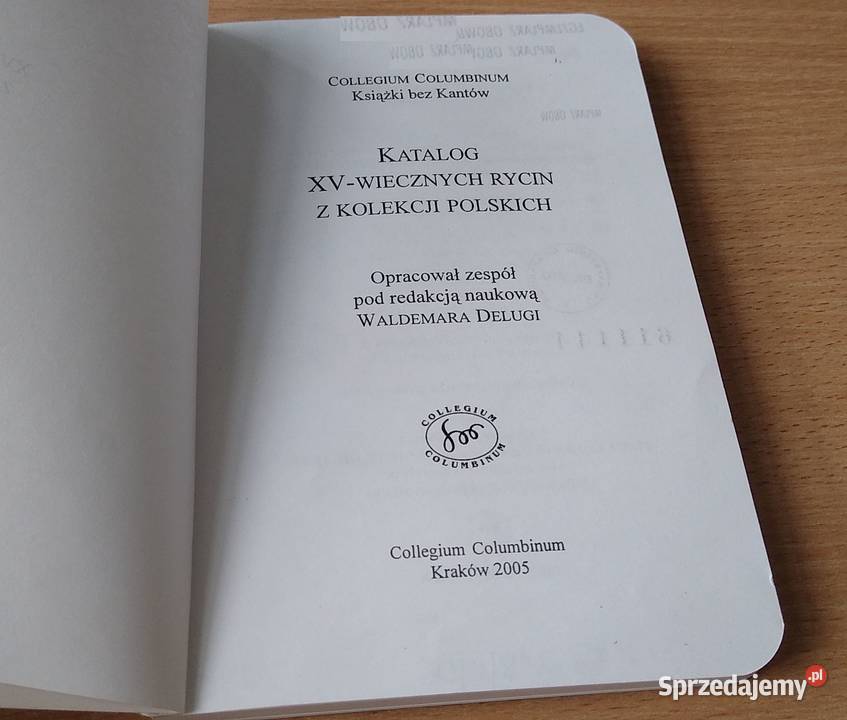 COLLEGIUM COLUMBINUM
Książki bez Kantów
KATALOG
XV-WIECZNYCH RYCIN
Z KOLEKCJI POLSKICH
Opracował zespół
pod redakcją naukową
WALDEMARA DELUGI
COLLEGIUM
COLUMBINUM
Collegium Columbinum
Kraków 2005
Sprzedajemy.pl